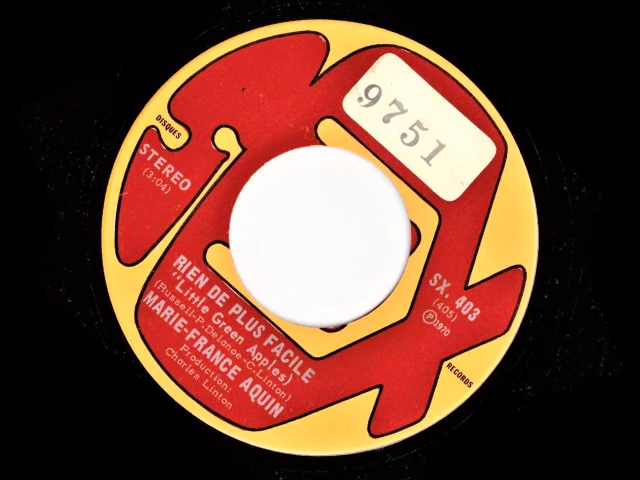 DISQUES
STEREO
(3:04)
9751
SX. 403
(405)
Ⓟ1970
RIEN DE PLUS FACILE
"Little Green Apples)
(Russell-P. Delanoe-C. Linton)
MARIE-FRANCE AQUIN
Production:
Charles Linton
RECORDS